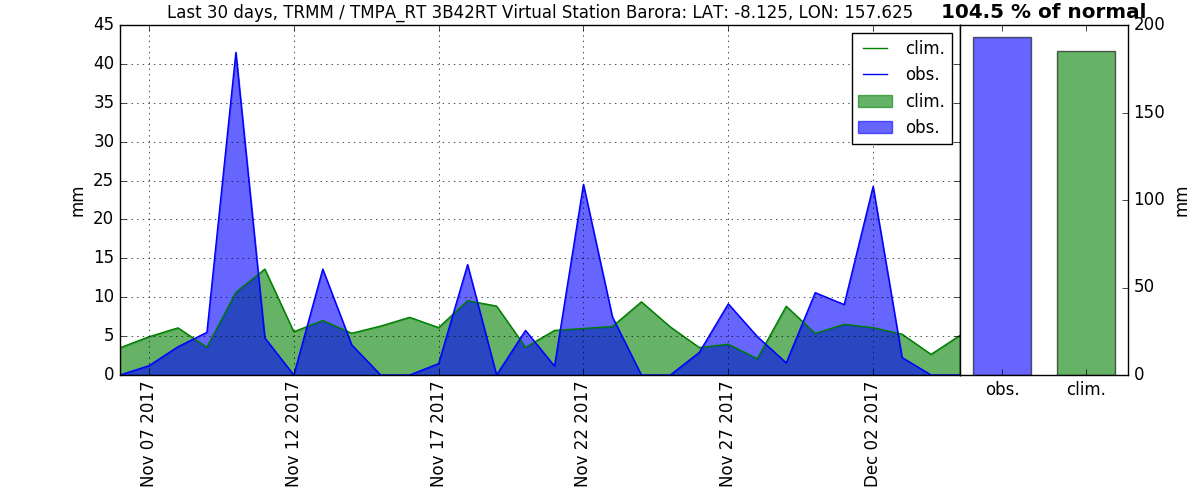 Last 30 days, TRMM / TMPA_RT 3B42RT Virtual Station Barora: LAT: -8.125, LON: 157.625
104.5 % of normal
45
40
35
30
25
20
15
10
5
0
mm
clim.
obs.
clim.
obs.
200
150
100
50
0
mm
obs.
clim.
Nov 07 2017
Nov 12 2017
Nov 17 2017
Nov 22 2017
Nov 27 2017
Dec 02 2017